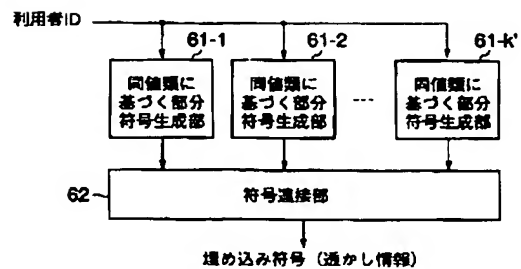 利用者ID
61-1
61-2
61-k'
同値類に
基づく部分
符号生成部
同値類に
基づく部分
符号生成部
---
同値類に
基づく部分
符号生成部
62
符号連接部
埋め込み符号（透かし情報）